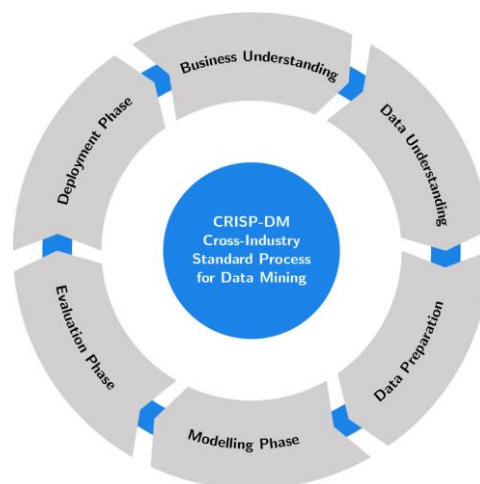 Business Understanding
Data Understanding
Data Preparation
Modelling Phase
Evaluation Phase
Deployment Phase
CRISP-DM
Cross-Industry
Standard Process
for Data Mining